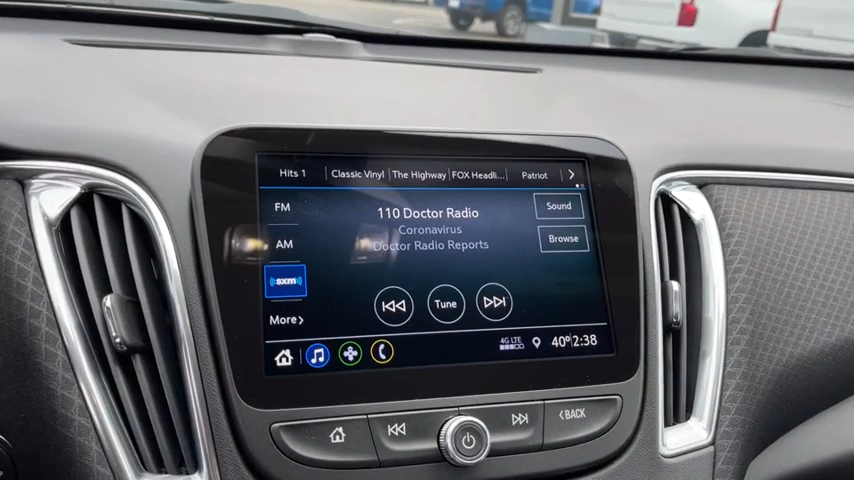 Hits 1 Classic Vinyl The Highway FOX Headli... Patriot
FM
110 Doctor Radio
Sound
Coronavirus
AM
Doctor Radio Reports
Browse
sxm
Tune
More
4G LTE
40° 2:38
BACK